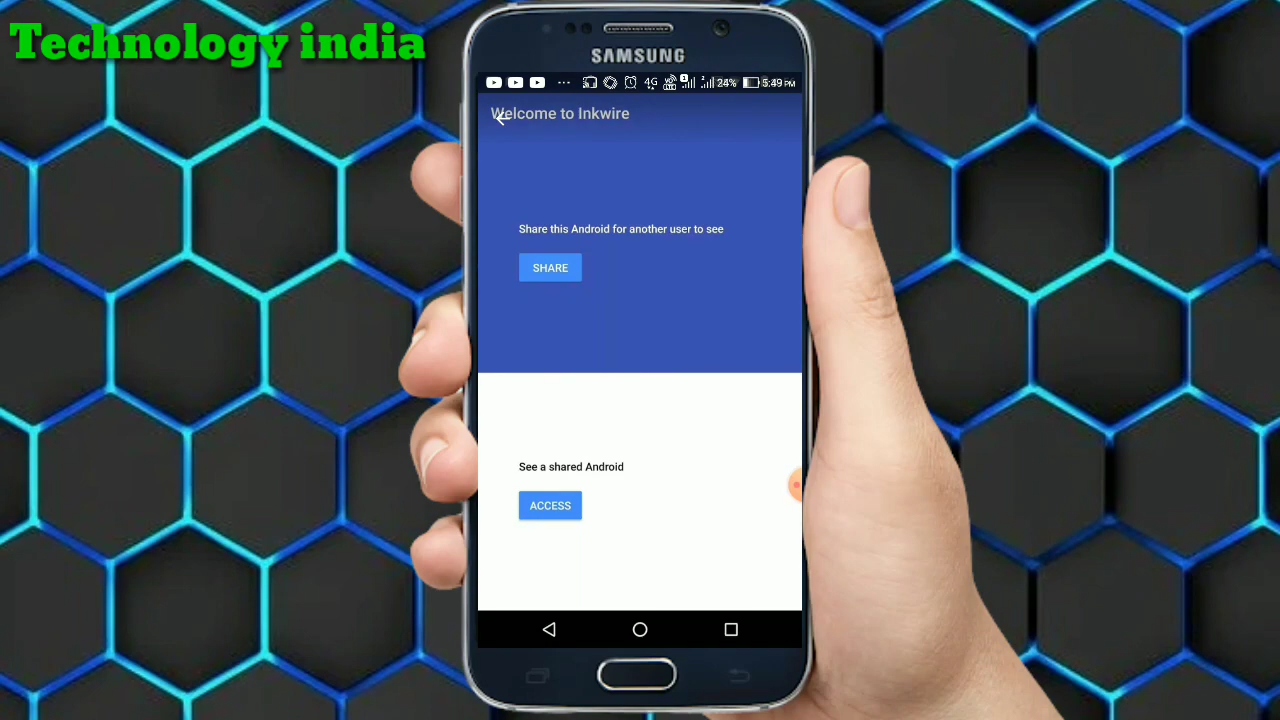 Technology india
SAMSUNG
4G 24% 5:49 PM
Welcome to Inkwire
Share this Android for another user to see
SHARE
See a shared Android
ACCESS